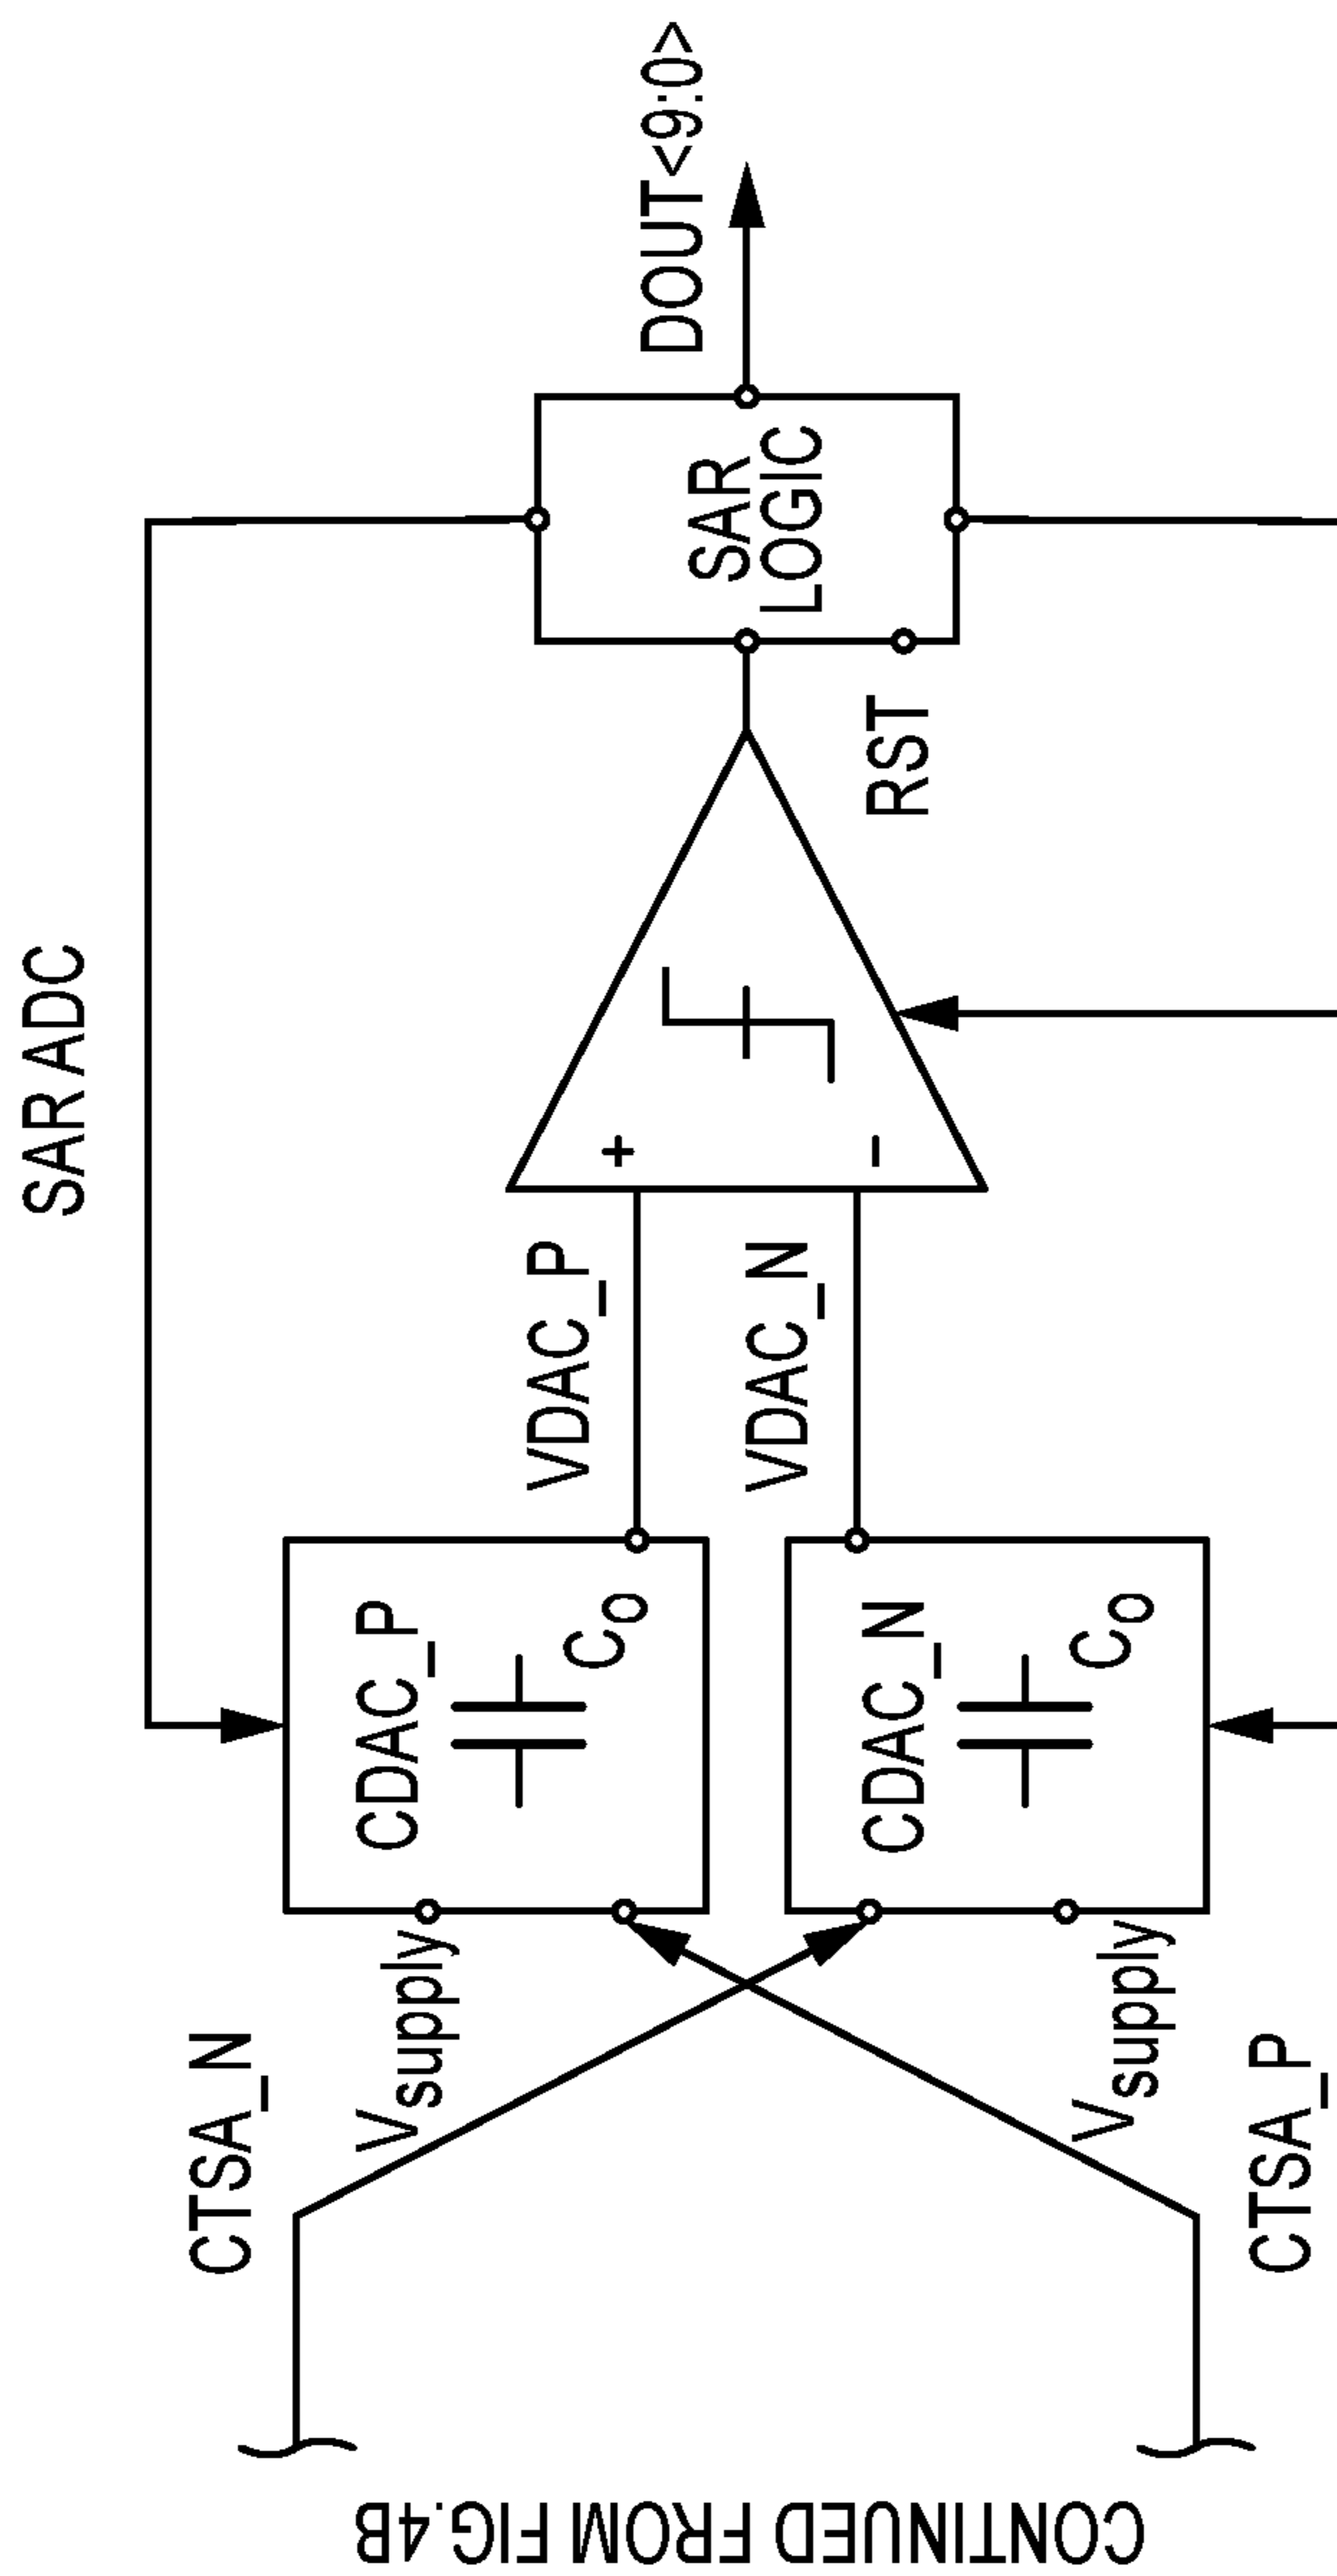 SAR ADC
CTSA_N
Vsupply
CDAC_P
C0
VDAC_P
+
SAR
LOGIC
DOUT<9:0>
VDAC_N
−
RST
CDAC_N
C0
Vsupply
CTSA_P
CONTINUED FROM FIG.4B